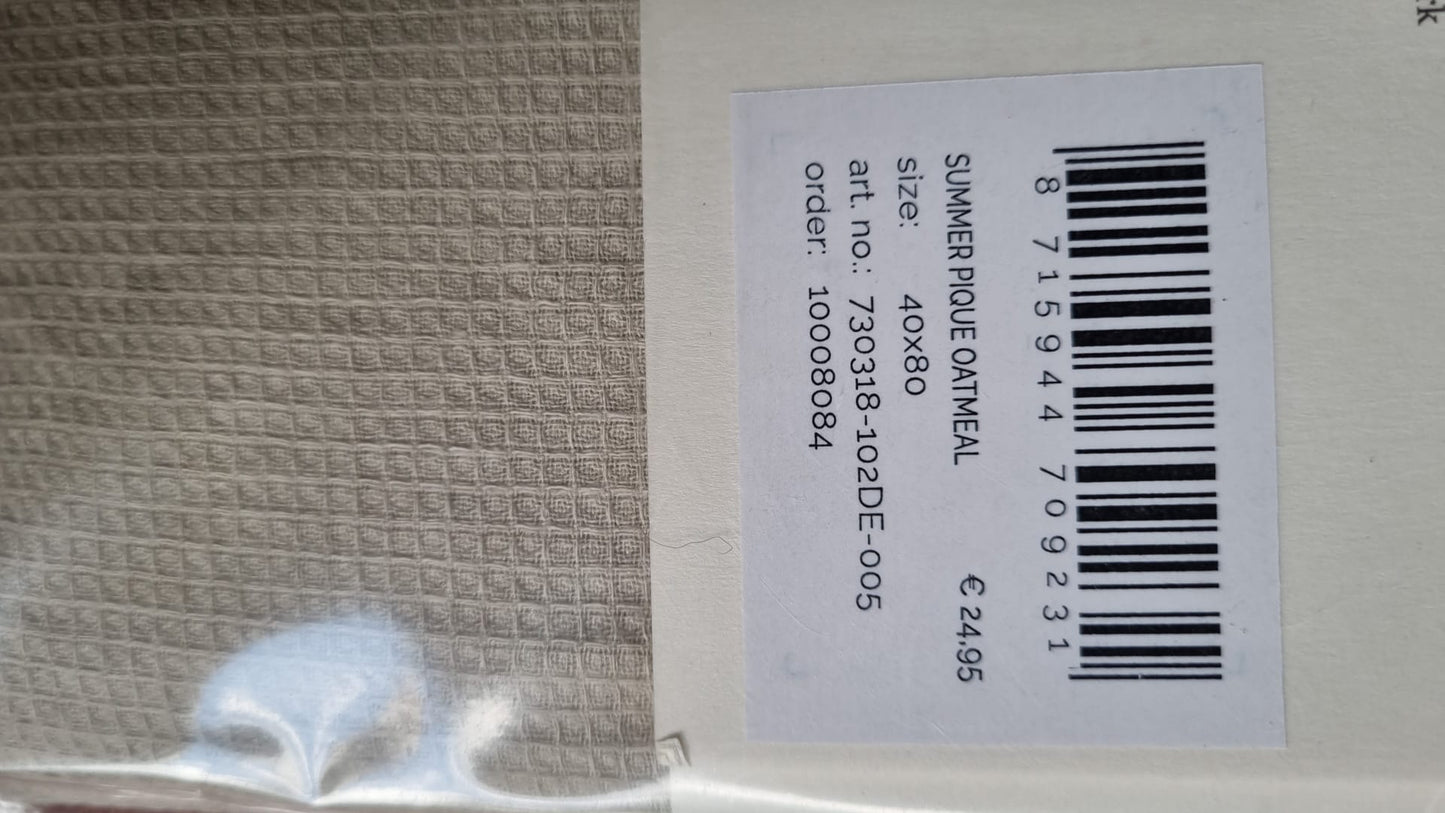 8 715944 709231
SUMMER PIQUE OATMEAL € 24,95
size: 40x80
art. no.: 730318-102DE-005
order: 10008084